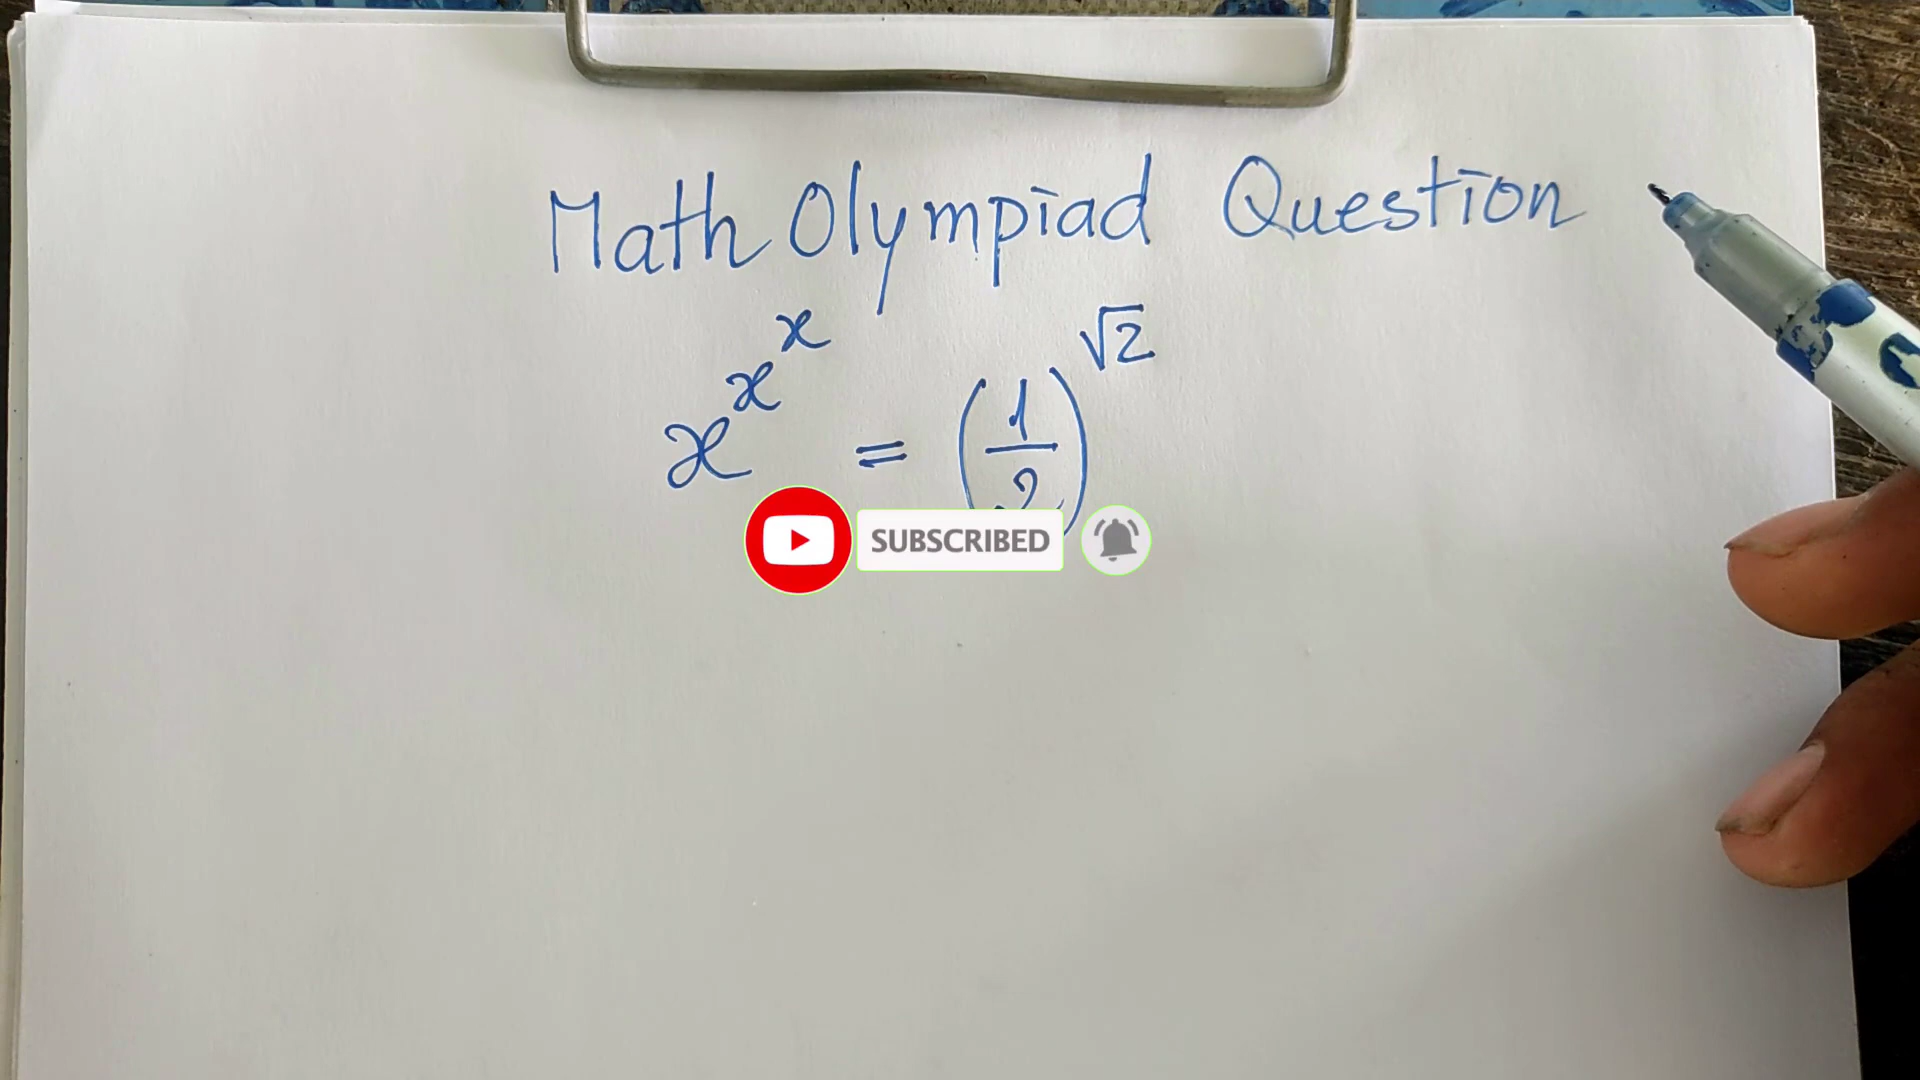 Math Olympiad Question
x^x^x = (1/2)^√2
SUBSCRIBED